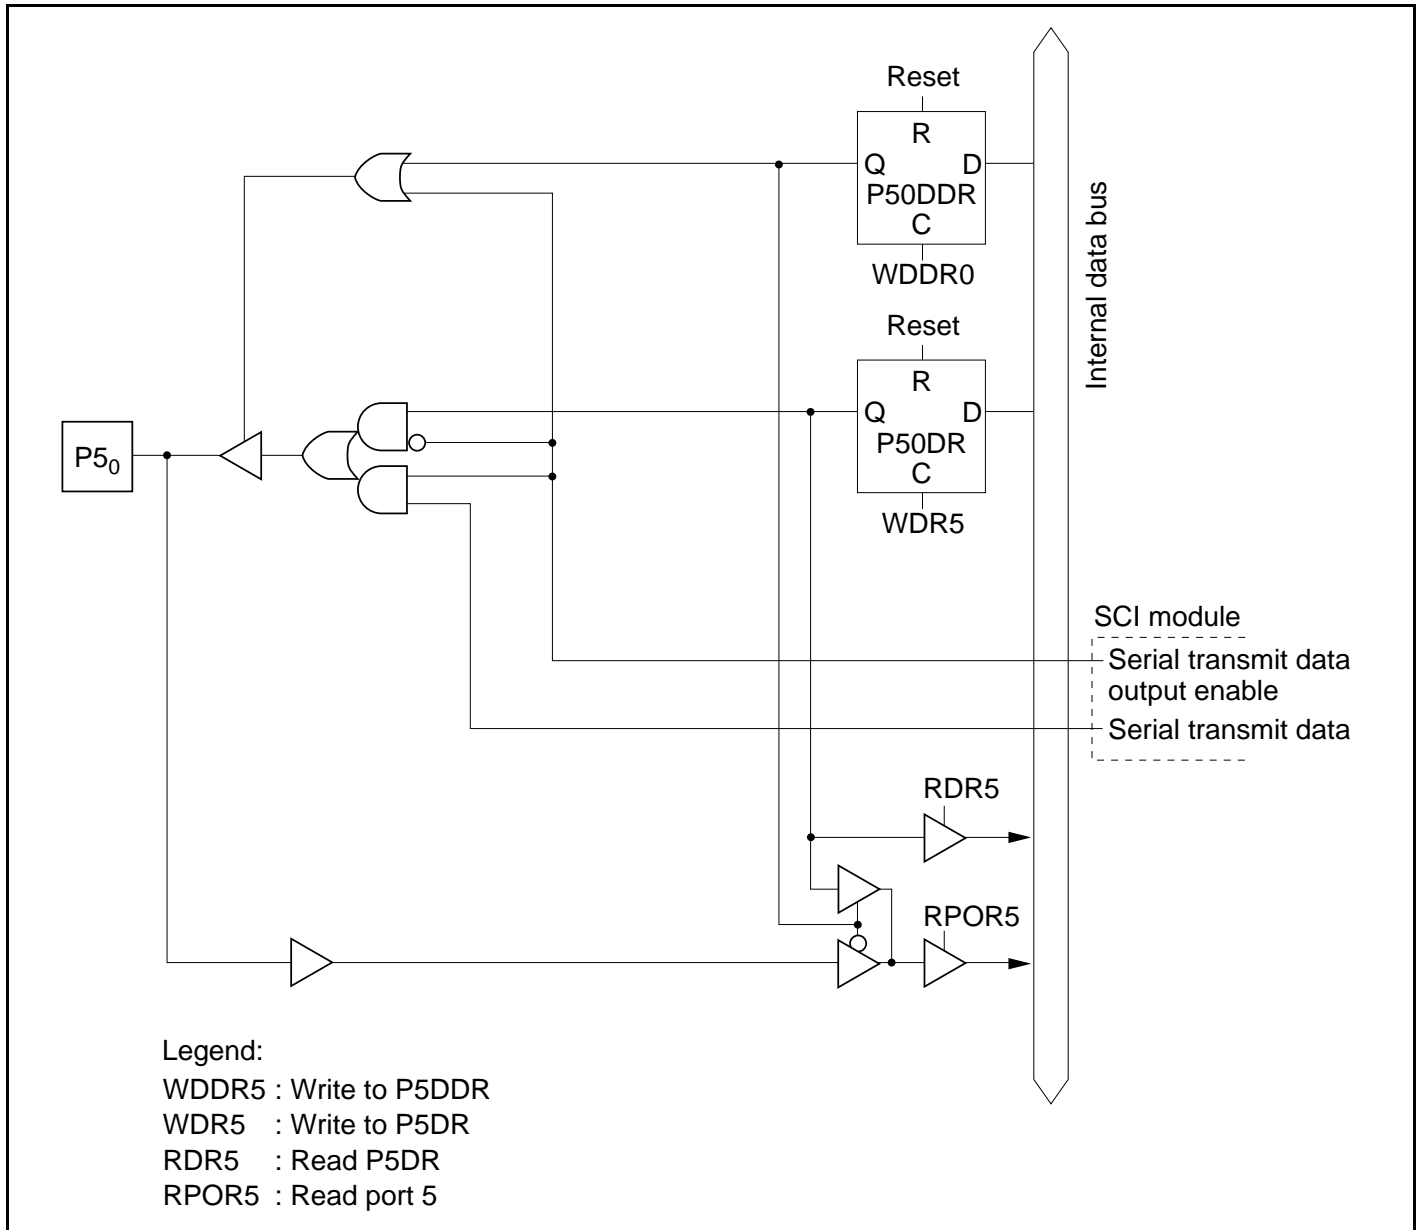 Reset
R
Q D
P50DDR
C
WDDR0
Internal data bus
Reset
R
Q D
P50DR
C
WDR5
P5₀
SCI module
Serial transmit data
output enable
Serial transmit data
RDR5
RPOR5
Legend:
WDDR5 : Write to P5DDR
WDR5 : Write to P5DR
RDR5 : Read P5DR
RPOR5 : Read port 5